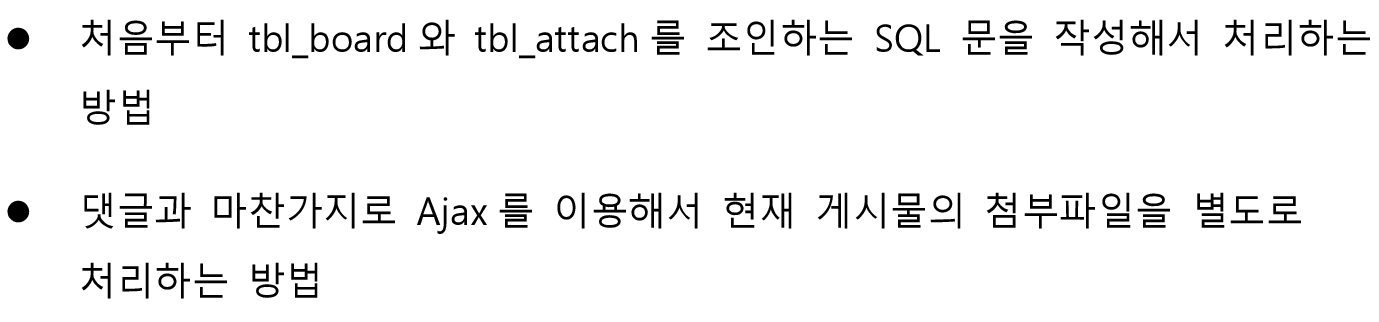 ● 처음부터 tbl_board 와 tbl_attach 를 조인하는 SQL 문을 작성해서 처리하는
방법
● 댓글과 마찬가지로 Ajax 를 이용해서 현재 게시물의 첨부파일을 별도로
처리하는 방법